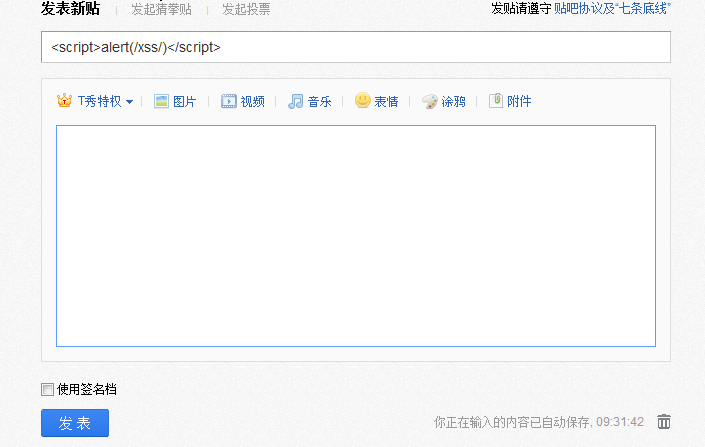 发表新贴 发起猜拳贴 发起投票 发贴请遵守 贴吧协议及“七条底线”
<script>alert(/xss/)</script>
T秀特权 图片 视频 音乐 表情 涂鸦 附件
使用签名档
发 表 你正在输入的内容已自动保存, 09:31:42